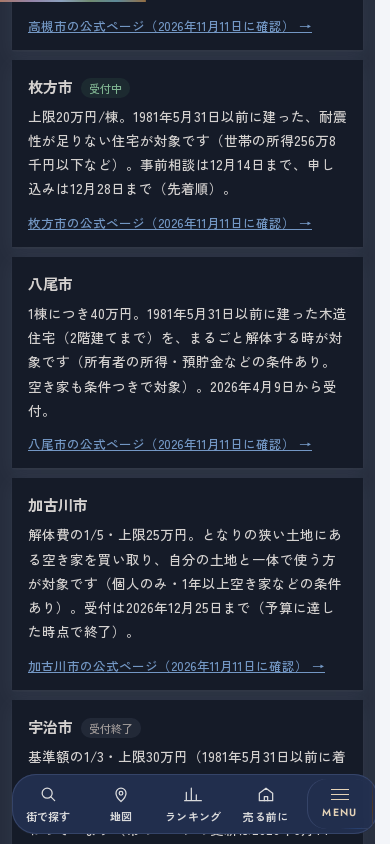 高槻市の公式ページ（2026年11月11日に確認） →
枚方市 受付中
上限20万円/棟。1981年5月31日以前に建った、耐震
性が足りない住宅が対象です（世帯の所得256万8
千円以下など）。事前相談は12月14日まで、申し
込みは12月28日まで（先着順）。
枚方市の公式ページ（2026年11月11日に確認） →
八尾市
1棟につき40万円。1981年5月31日以前に建った木造
住宅（2階建てまで）を、まるごと解体する時が対
象です（所有者の所得・預貯金などの条件あり。
空き家も条件つきで対象）。2026年4月9日から受
付。
八尾市の公式ページ（2026年11月11日に確認） →
加古川市
解体費の1/5・上限25万円。となりの狭い土地にあ
る空き家を買い取り、自分の土地と一体で使う方
が対象です（個人のみ・1年以上空き家などの条件
あり）。受付は2026年12月25日まで（予算に達し
た時点で終了）。
加古川市の公式ページ（2026年11月11日に確認） →
宇治市 受付終了
基準額の1/3・上限30万円（1981年5月31日以前に着
街で探す 地図 ランキング 売る前に MENU